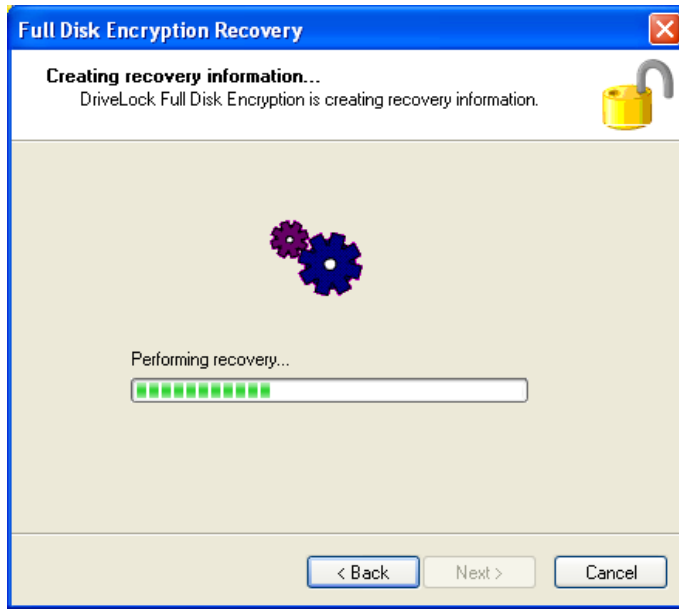 Full Disk Encryption Recovery
Creating recovery information...
DriveLock Full Disk Encryption is creating recovery information.
Performing recovery...
< Back
Next >
Cancel